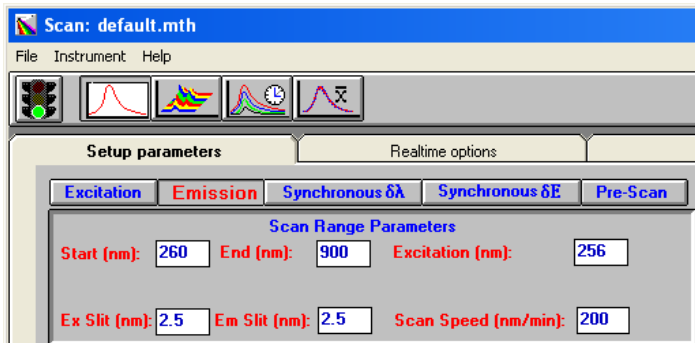 Scan: default.mth
File Instrument Help
x̄
Setup parameters Realtime options
Excitation Emission Synchronous δλ Synchronous δE Pre-Scan
Scan Range Parameters
Start (nm): 260 End (nm): 900 Excitation (nm): 256
Ex Slit (nm): 2.5 Em Slit (nm): 2.5 Scan Speed (nm/min): 200